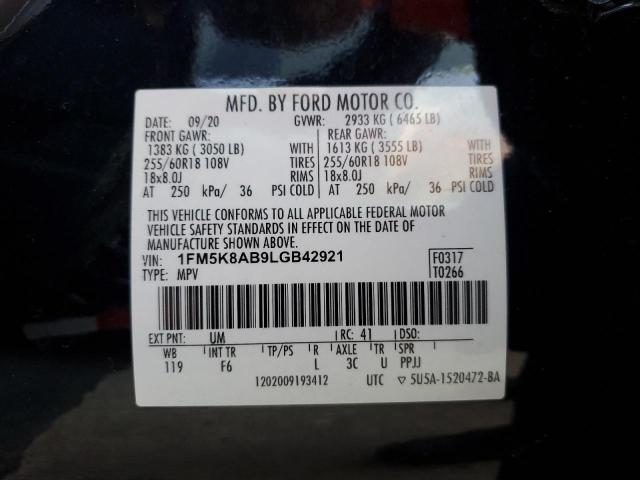 MFD. BY FORD MOTOR CO.
DATE: 09/20 GVWR: 2933 KG ( 6465 LB)
FRONT GAWR: REAR GAWR:
1383 KG ( 3050 LB) 1613 KG ( 3555 LB)
255/60R18 108V TIRES 255/60R18 108V TIRES
18x8.0J RIMS 18x8.0J RIMS
AT 250 kPa/ 36 PSI COLD AT 250 kPa/ 36 PSI COLD
THIS VEHICLE CONFORMS TO ALL APPLICABLE FEDERAL MOTOR
VEHICLE SAFETY STANDARDS IN EFFECT ON THE DATE OF
MANUFACTURE SHOWN ABOVE.
VIN: 1FM5K8AB9LGB42921 F0317
TYPE: MPV T0266
EXT PNT: UM RC: 41 DSO:
WB INT TR TP/PS R AXLE TR SPR
119 F6 L 3C U PPJJ
1202009193412 UTC ▽ 5U5A-1520472-BA